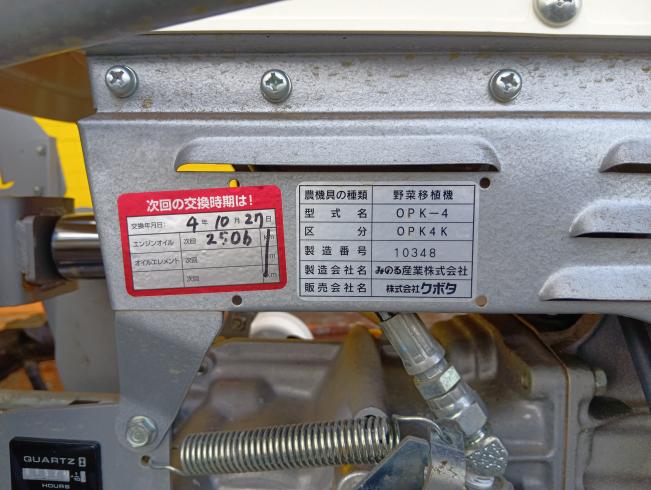 次回の交換時期は!
交換年月日: 4年 10月 27日
エンジンオイル 次回 km
オイルエレメント 次回 km
次回 km
農機具の種類 野菜移植機
型式名 OPK-4
区分 OPK4K
製造番号 10348
製造会社名 みのる産業株式会社
販売会社名 株式会社クボタ
QUARTZ
HOURS